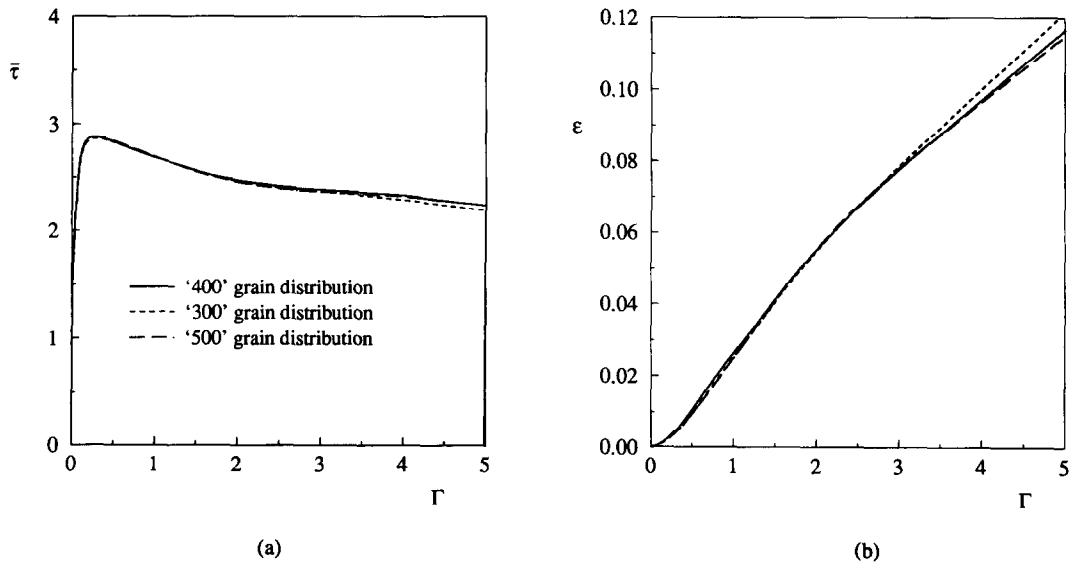 4
τ̄
3
2
1
0
0 1 2 3 4 5
Γ
'400' grain distribution
'300' grain distribution
'500' grain distribution
(a)
0.12
0.10
ε
0.08
0.06
0.04
0.02
0.00
0 1 2 3 4 5
Γ
(b)